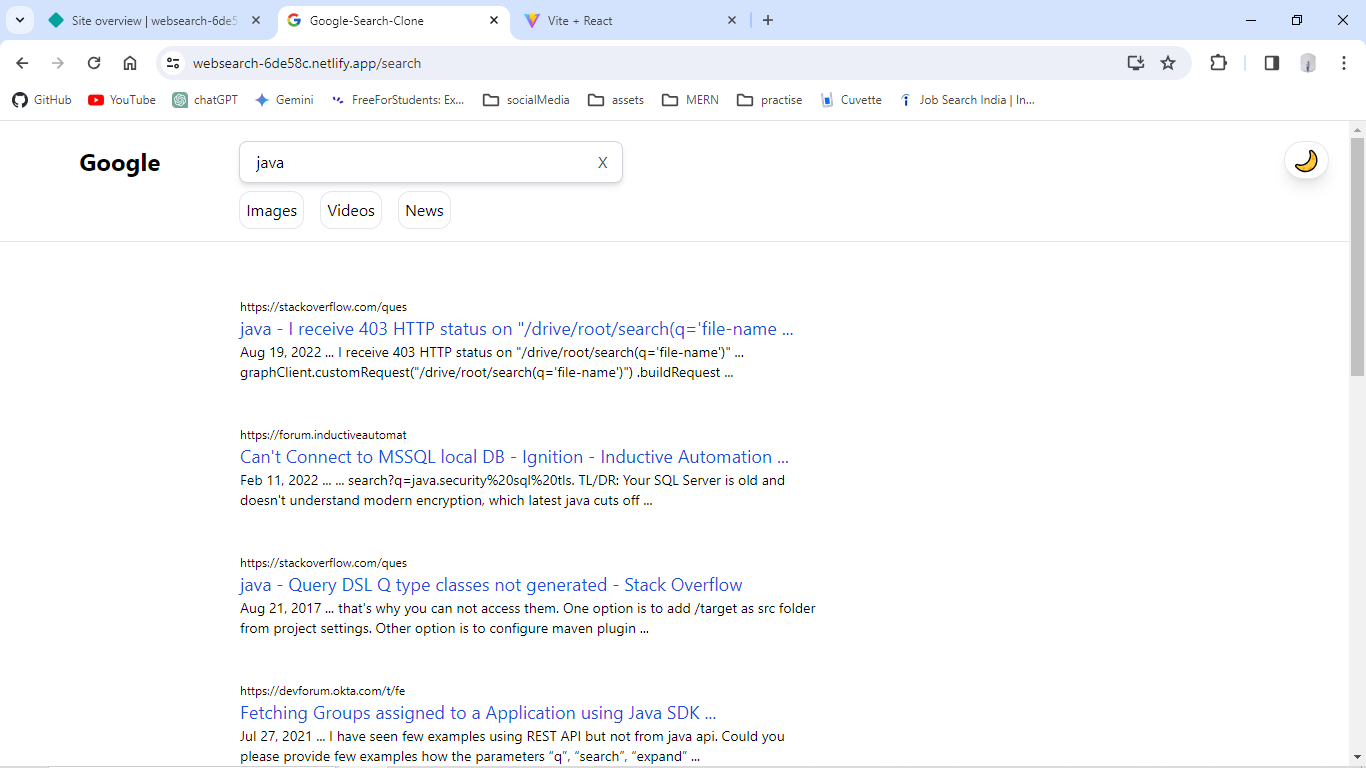 Site overview | websearch-6de5
Google-Search-Clone
Vite + React
websearch-6de58c.netlify.app/search
GitHub
YouTube
chatGPT
Gemini
FreeForStudents: Ex...
socialMedia
assets
MERN
practise
Cuvette
Job Search India | In...
Google
java
X
Images
Videos
News
https://stackoverflow.com/ques
java - I receive 403 HTTP status on "/drive/root/search(q='file-name ...
Aug 19, 2022 ... I receive 403 HTTP status on "/drive/root/search(q='file-name')" ...
graphClient.customRequest("/drive/root/search(q='file-name')") .buildRequest ...
https://forum.inductiveautomat
Can't Connect to MSSQL local DB - Ignition - Inductive Automation ...
Feb 11, 2022 ... ... search?q=java.security%20sql%20tls. TL/DR: Your SQL Server is old and
doesn't understand modern encryption, which latest java cuts off ...
https://stackoverflow.com/ques
java - Query DSL Q type classes not generated - Stack Overflow
Aug 21, 2017 ... that's why you can not access them. One option is to add /target as src folder
from project settings. Other option is to configure maven plugin ...
https://devforum.okta.com/t/fe
Fetching Groups assigned to a Application using Java SDK ...
Jul 27, 2021 ... I have seen few examples using REST API but not from java api. Could you
please provide few examples how the parameters “q”, “search”, “expand” ...